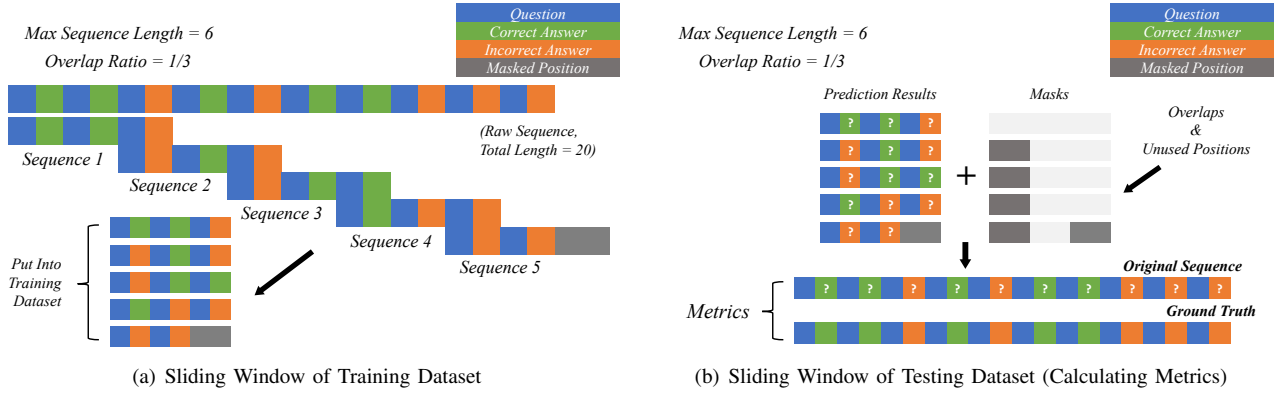 Max Sequence Length = 6
Overlap Ratio = 1/3
Question
Correct Answer
Incorrect Answer
Masked Position
(Raw Sequence,
Total Length = 20)
Sequence 1
Sequence 2
Sequence 3
Sequence 4
Sequence 5
Put Into
Training
Dataset
(a) Sliding Window of Training Dataset
Max Sequence Length = 6
Overlap Ratio = 1/3
Question
Correct Answer
Incorrect Answer
Masked Position
Prediction Results
Masks
? ? ?
? ? ?
? ? ?
? ? ?
? ?
+
Overlaps
&
Unused Positions
Original Sequence
? ? ? ? ? ? ? ? ? ?
Metrics
Ground Truth
(b) Sliding Window of Testing Dataset (Calculating Metrics)